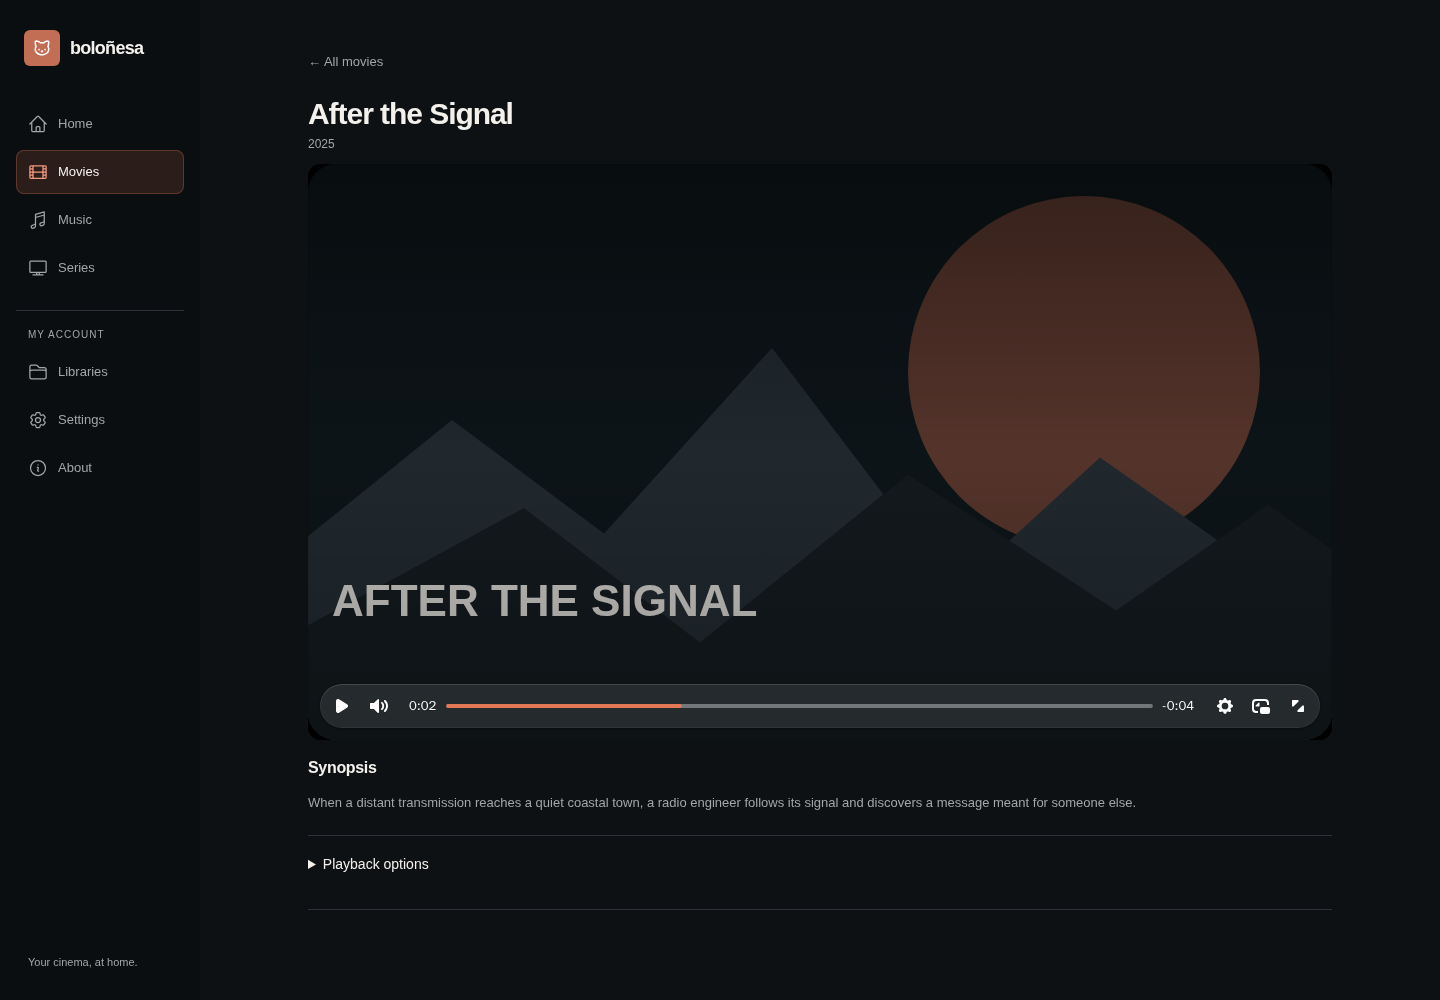 boloñesa
Home
Movies
Music
Series
MY ACCOUNT
Libraries
Settings
About
Your cinema, at home.
← All movies
After the Signal
2025
AFTER THE SIGNAL
0:02
-0:04
Synopsis
When a distant transmission reaches a quiet coastal town, a radio engineer follows its signal and discovers a message meant for someone else.
Playback options